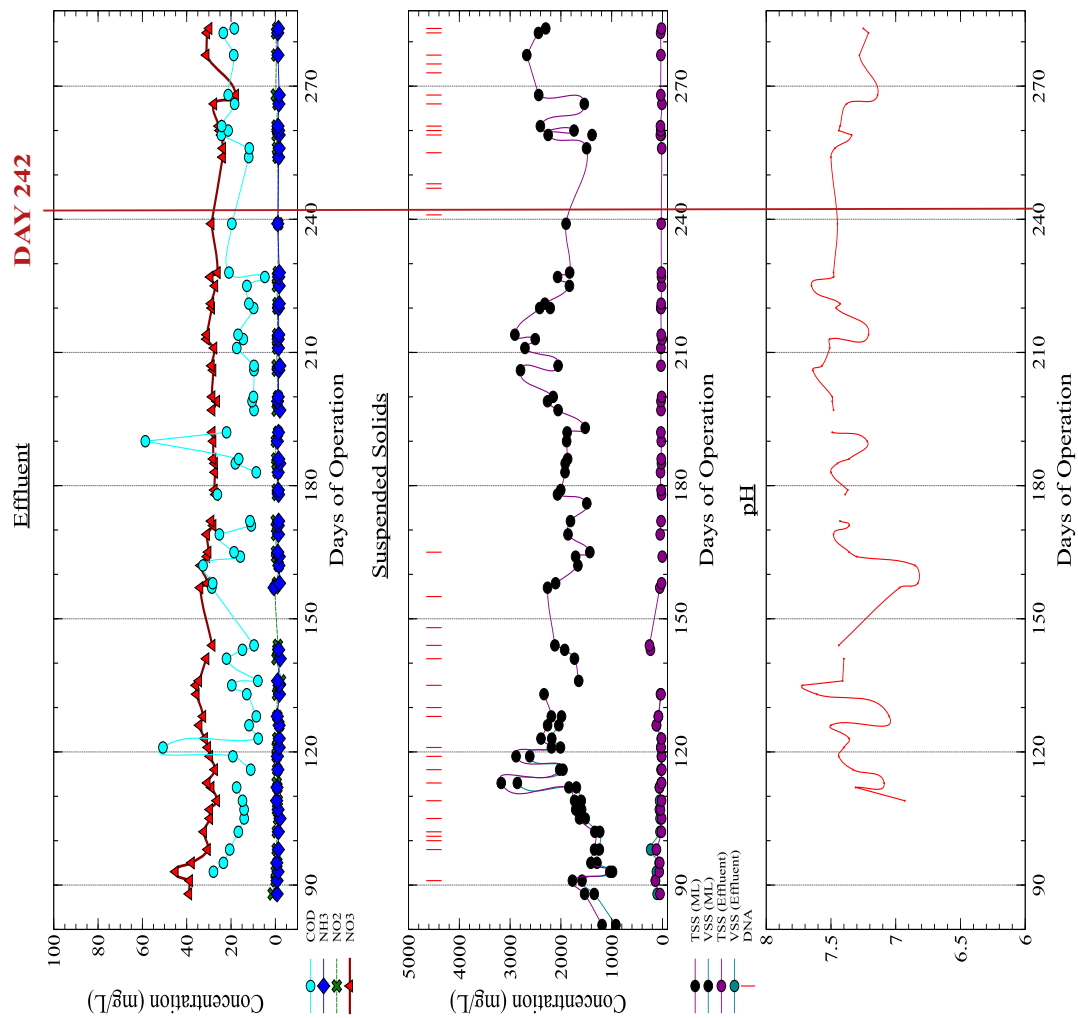 DAY 242
Effluent
Concentration (mg/L)
100
80
60
40
20
0
90
120
150
180
210
240
270
Days of Operation
COD
NH3
NO2
NO3
Suspended Solids
Concentration (mg/L)
5000
4000
3000
2000
1000
0
90
120
150
180
210
240
270
Days of Operation
TSS (ML)
VSS (ML)
TSS (Effluent)
VSS (Effluent)
DNA
pH
8
7.5
7
6.5
6
90
120
150
180
210
240
270
Days of Operation